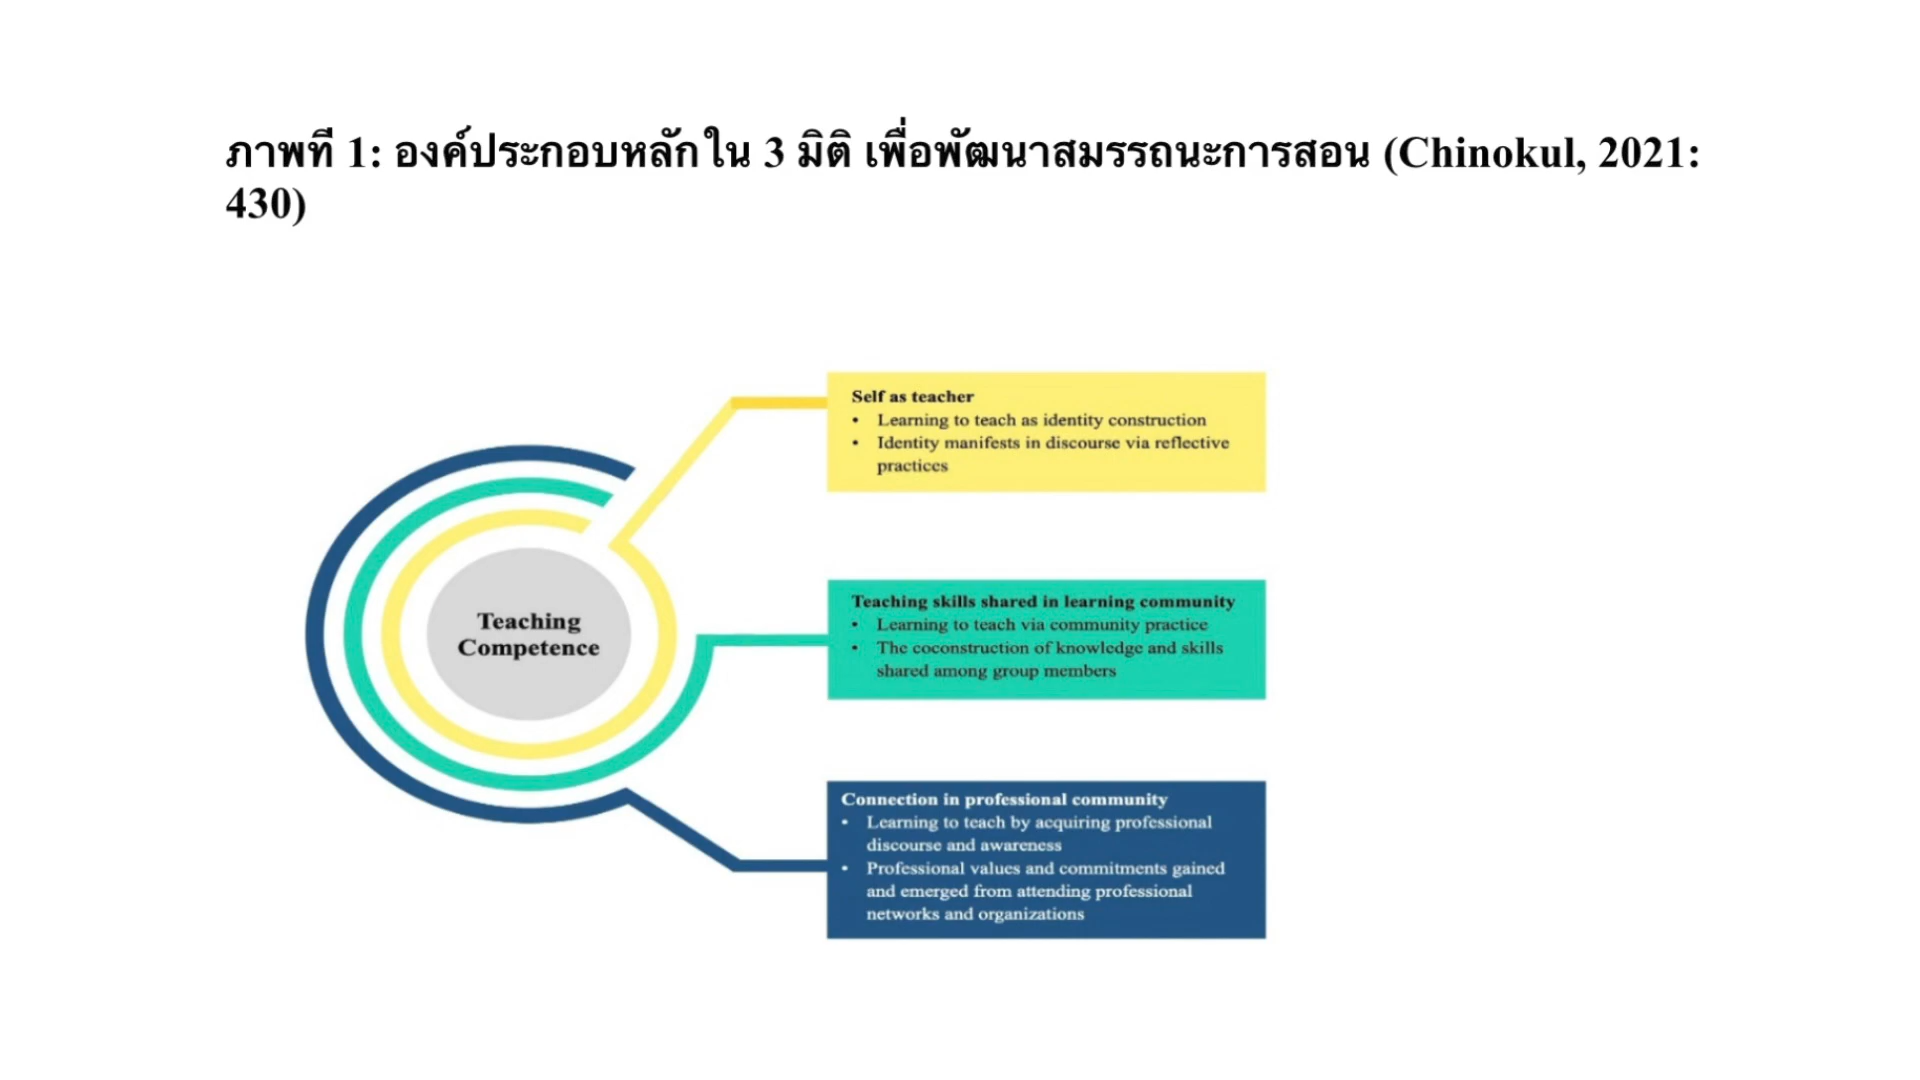 ภาพที่ 1: องค์ประกอบหลักใน 3 มิติ เพื่อพัฒนาสมรรถนะการสอน (Chinokul, 2021:
430)
Self as teacher
• Learning to teach as identity construction
• Identity manifests in discourse via reflective
practices
Teaching
Competence
Teaching skills shared in learning community
• Learning to teach via community practice
• The coconstruction of knowledge and skills
shared among group members
Connection in professional community
• Learning to teach by acquiring professional
discourse and awareness
• Professional values and commitments gained
and emerged from attending professional
networks and organizations